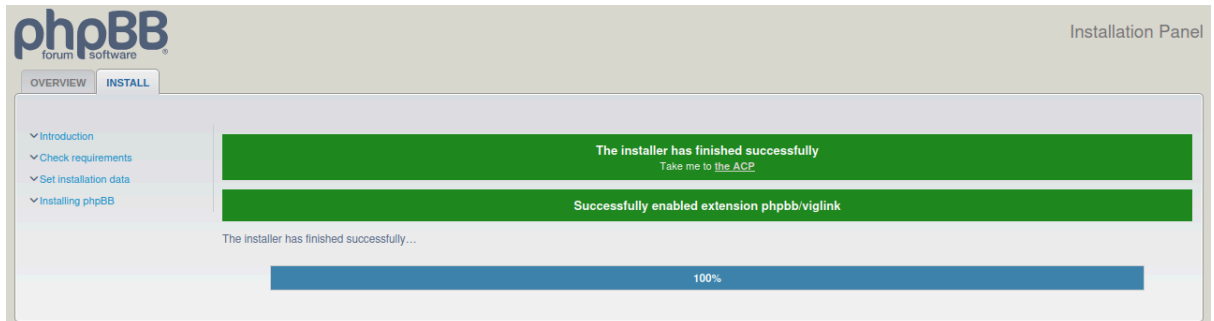 phpBB
forum software ®
Installation Panel
OVERVIEW
INSTALL
Introduction
Check requirements
Set installation data
Installing phpBB
The installer has finished successfully
Take me to the ACP
Successfully enabled extension phpbb/viglink
The installer has finished successfully…
100%